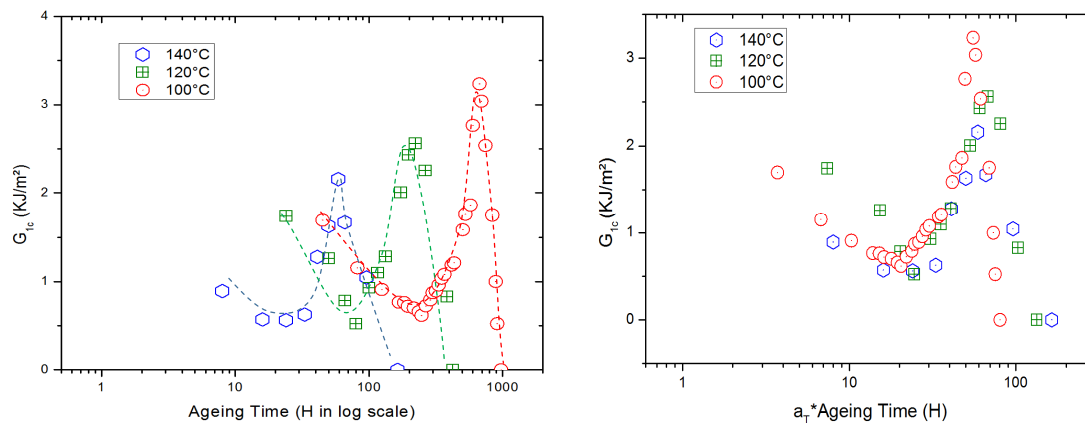 4
3
2
1
0
G1c (KJ/m²)
140°C
120°C
100°C
1 10 100 1000
Ageing Time (H in log scale)
3
2
1
0
G1c (KJ/m²)
140°C
120°C
100°C
1 10 100
aT*Ageing Time (H)